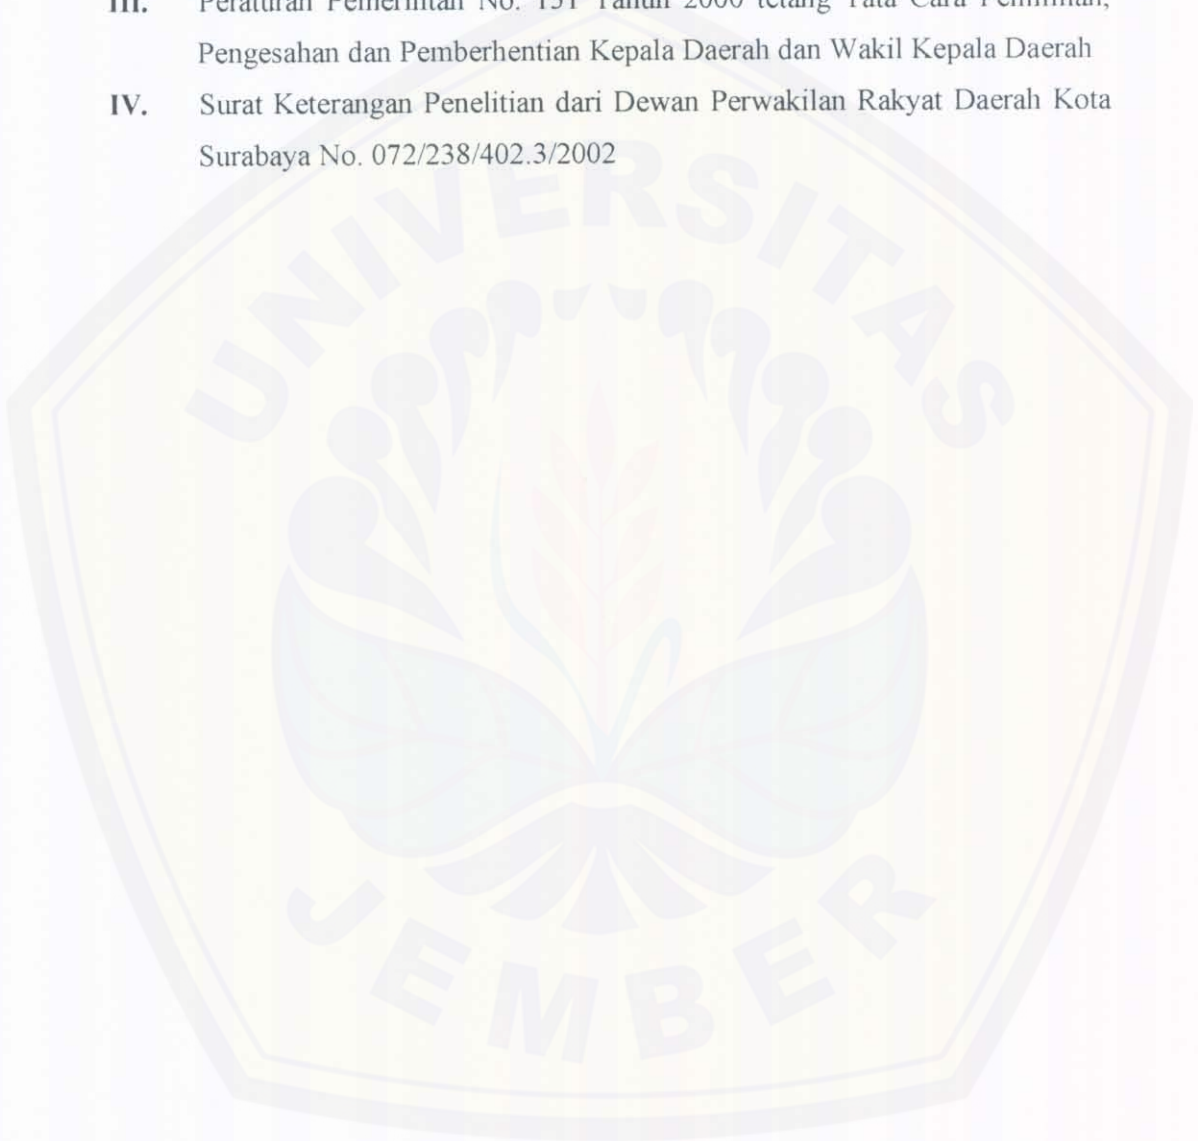 III. Peraturan Pemerintah No. 151 Tahun 2000 tetang Tata Cara Pemilihan,
Pengesahan dan Pemberhentian Kepala Daerah dan Wakil Kepala Daerah
IV. Surat Keterangan Penelitian dari Dewan Perwakilan Rakyat Daerah Kota
Surabaya No. 072/238/402.3/2002
UNIVERSITAS
JEMBER